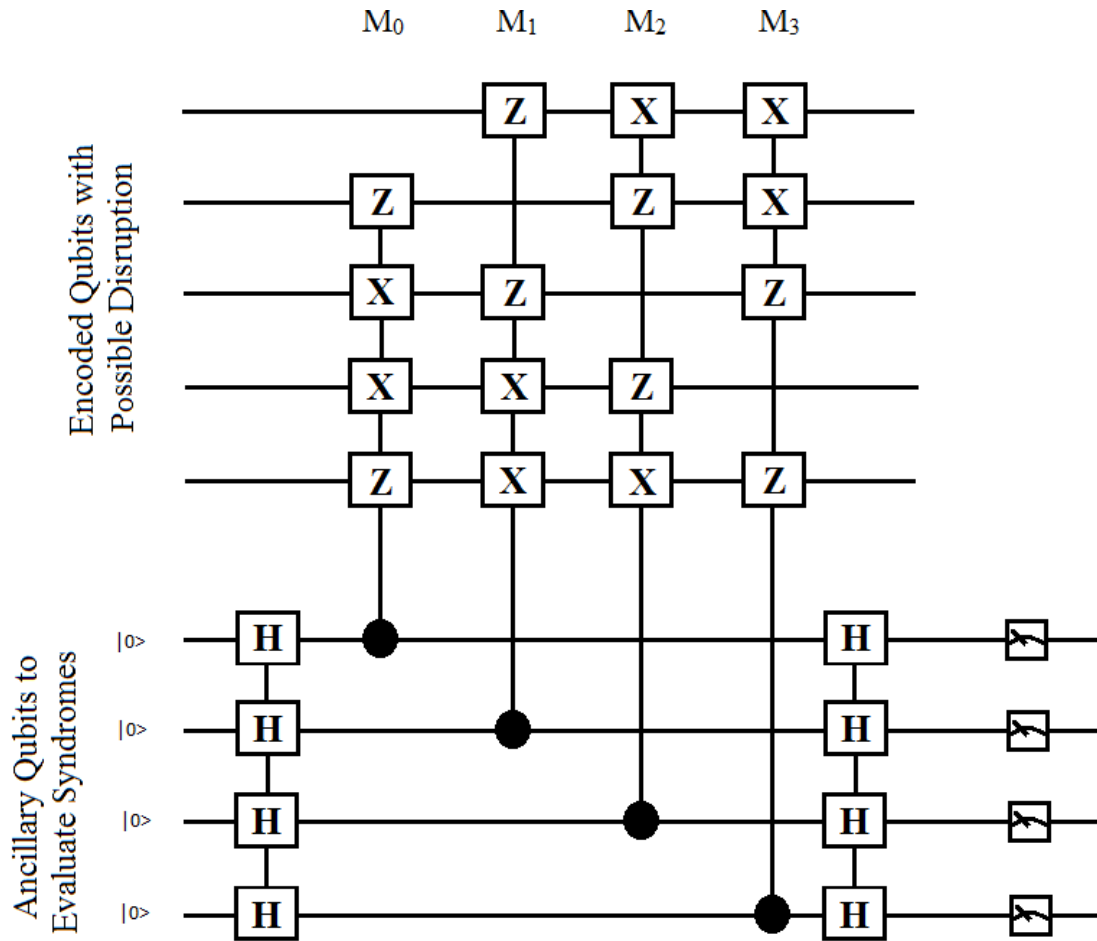 M₀ M₁ M₂ M₃
Z X X
Z Z X
X Z Z
X X Z
Z X X Z
|0> H H
|0> H H
|0> H H
|0> H H
Encoded Qubits with
Possible Disruption
Ancillary Qubits to
Evaluate Syndromes